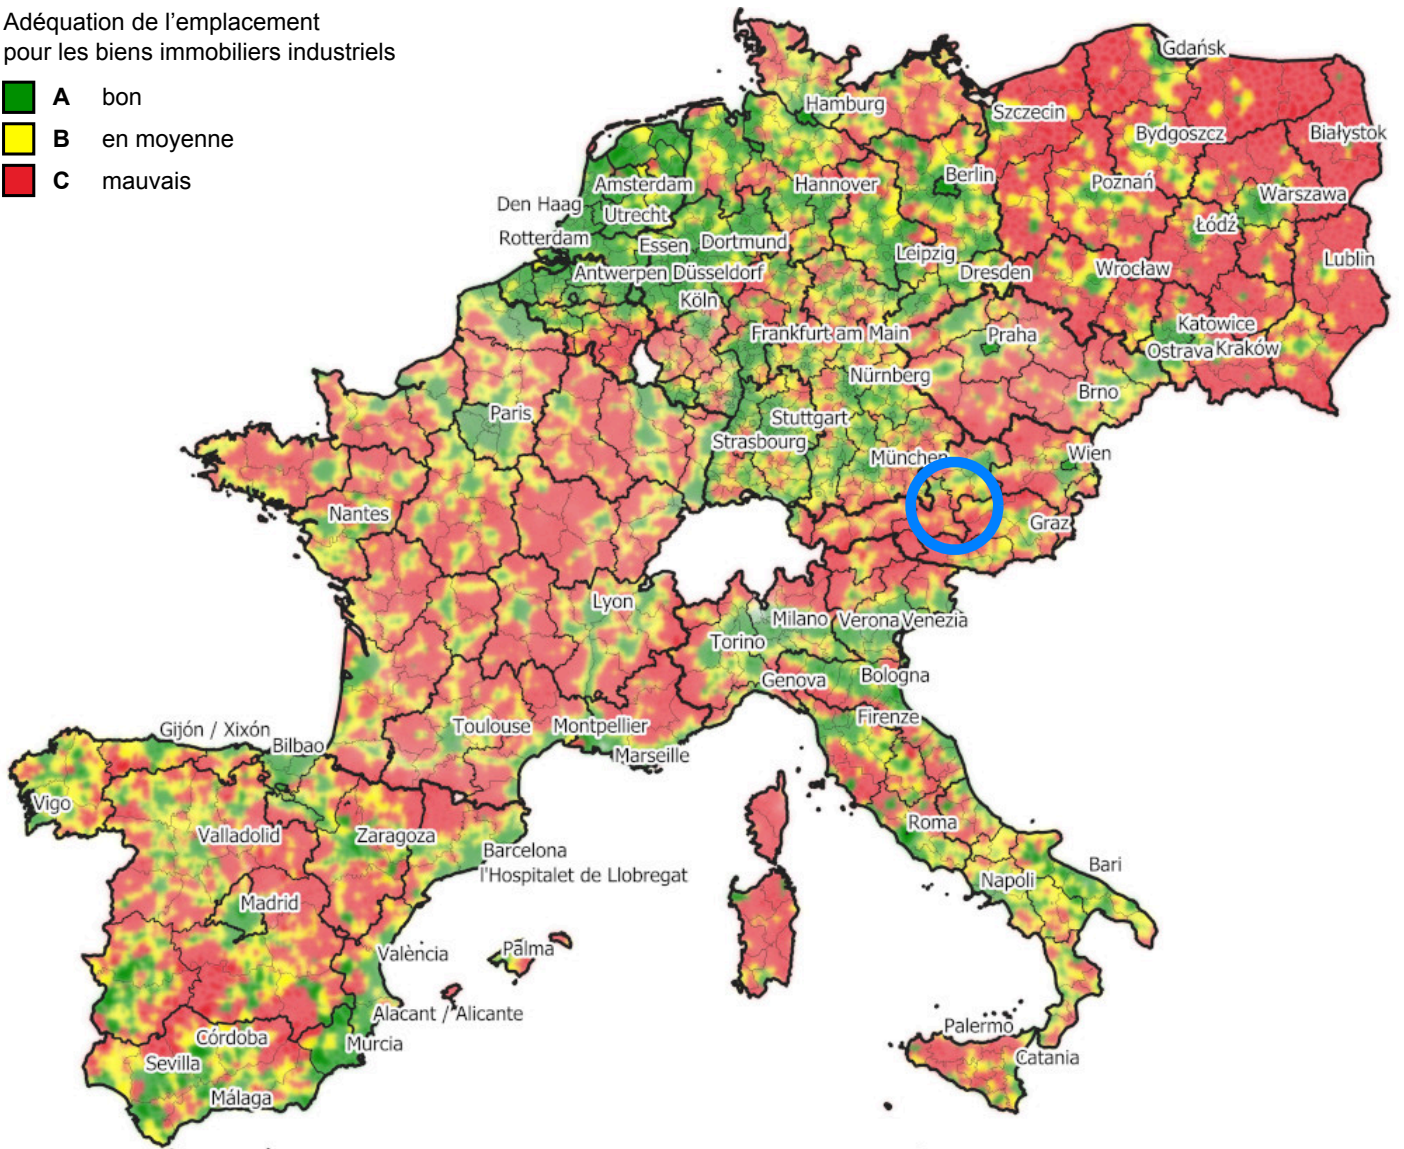 Adéquation de l’emplacement
pour les biens immobiliers industriels
A bon
B en moyenne
C mauvais
Gdańsk
Hamburg
Szczecin
Bydgoszcz
Białystok
Amsterdam
Hannover
Berlin
Poznań
Warszawa
Den Haag
Utrecht
Łódź
Rotterdam
Essen
Dortmund
Leipzig
Lublin
Antwerpen
Düsseldorf
Dresden
Wrocław
Köln
Frankfurt am Main
Praha
Katowice
Ostrava
Kraków
Nürnberg
Brno
Paris
Stuttgart
Strasbourg
München
Wien
Nantes
Graz
Lyon
Milano
Verona
Venezia
Torino
Genova
Bologna
Firenze
Gijón / Xixón
Bilbao
Toulouse
Montpellier
Marseille
Vigo
Valladolid
Zaragoza
Roma
Barcelona
l'Hospitalet de Llobregat
Bari
Napoli
Madrid
València
Palma
Alacant / Alicante
Palermo
Córdoba
Murcia
Catania
Sevilla
Málaga